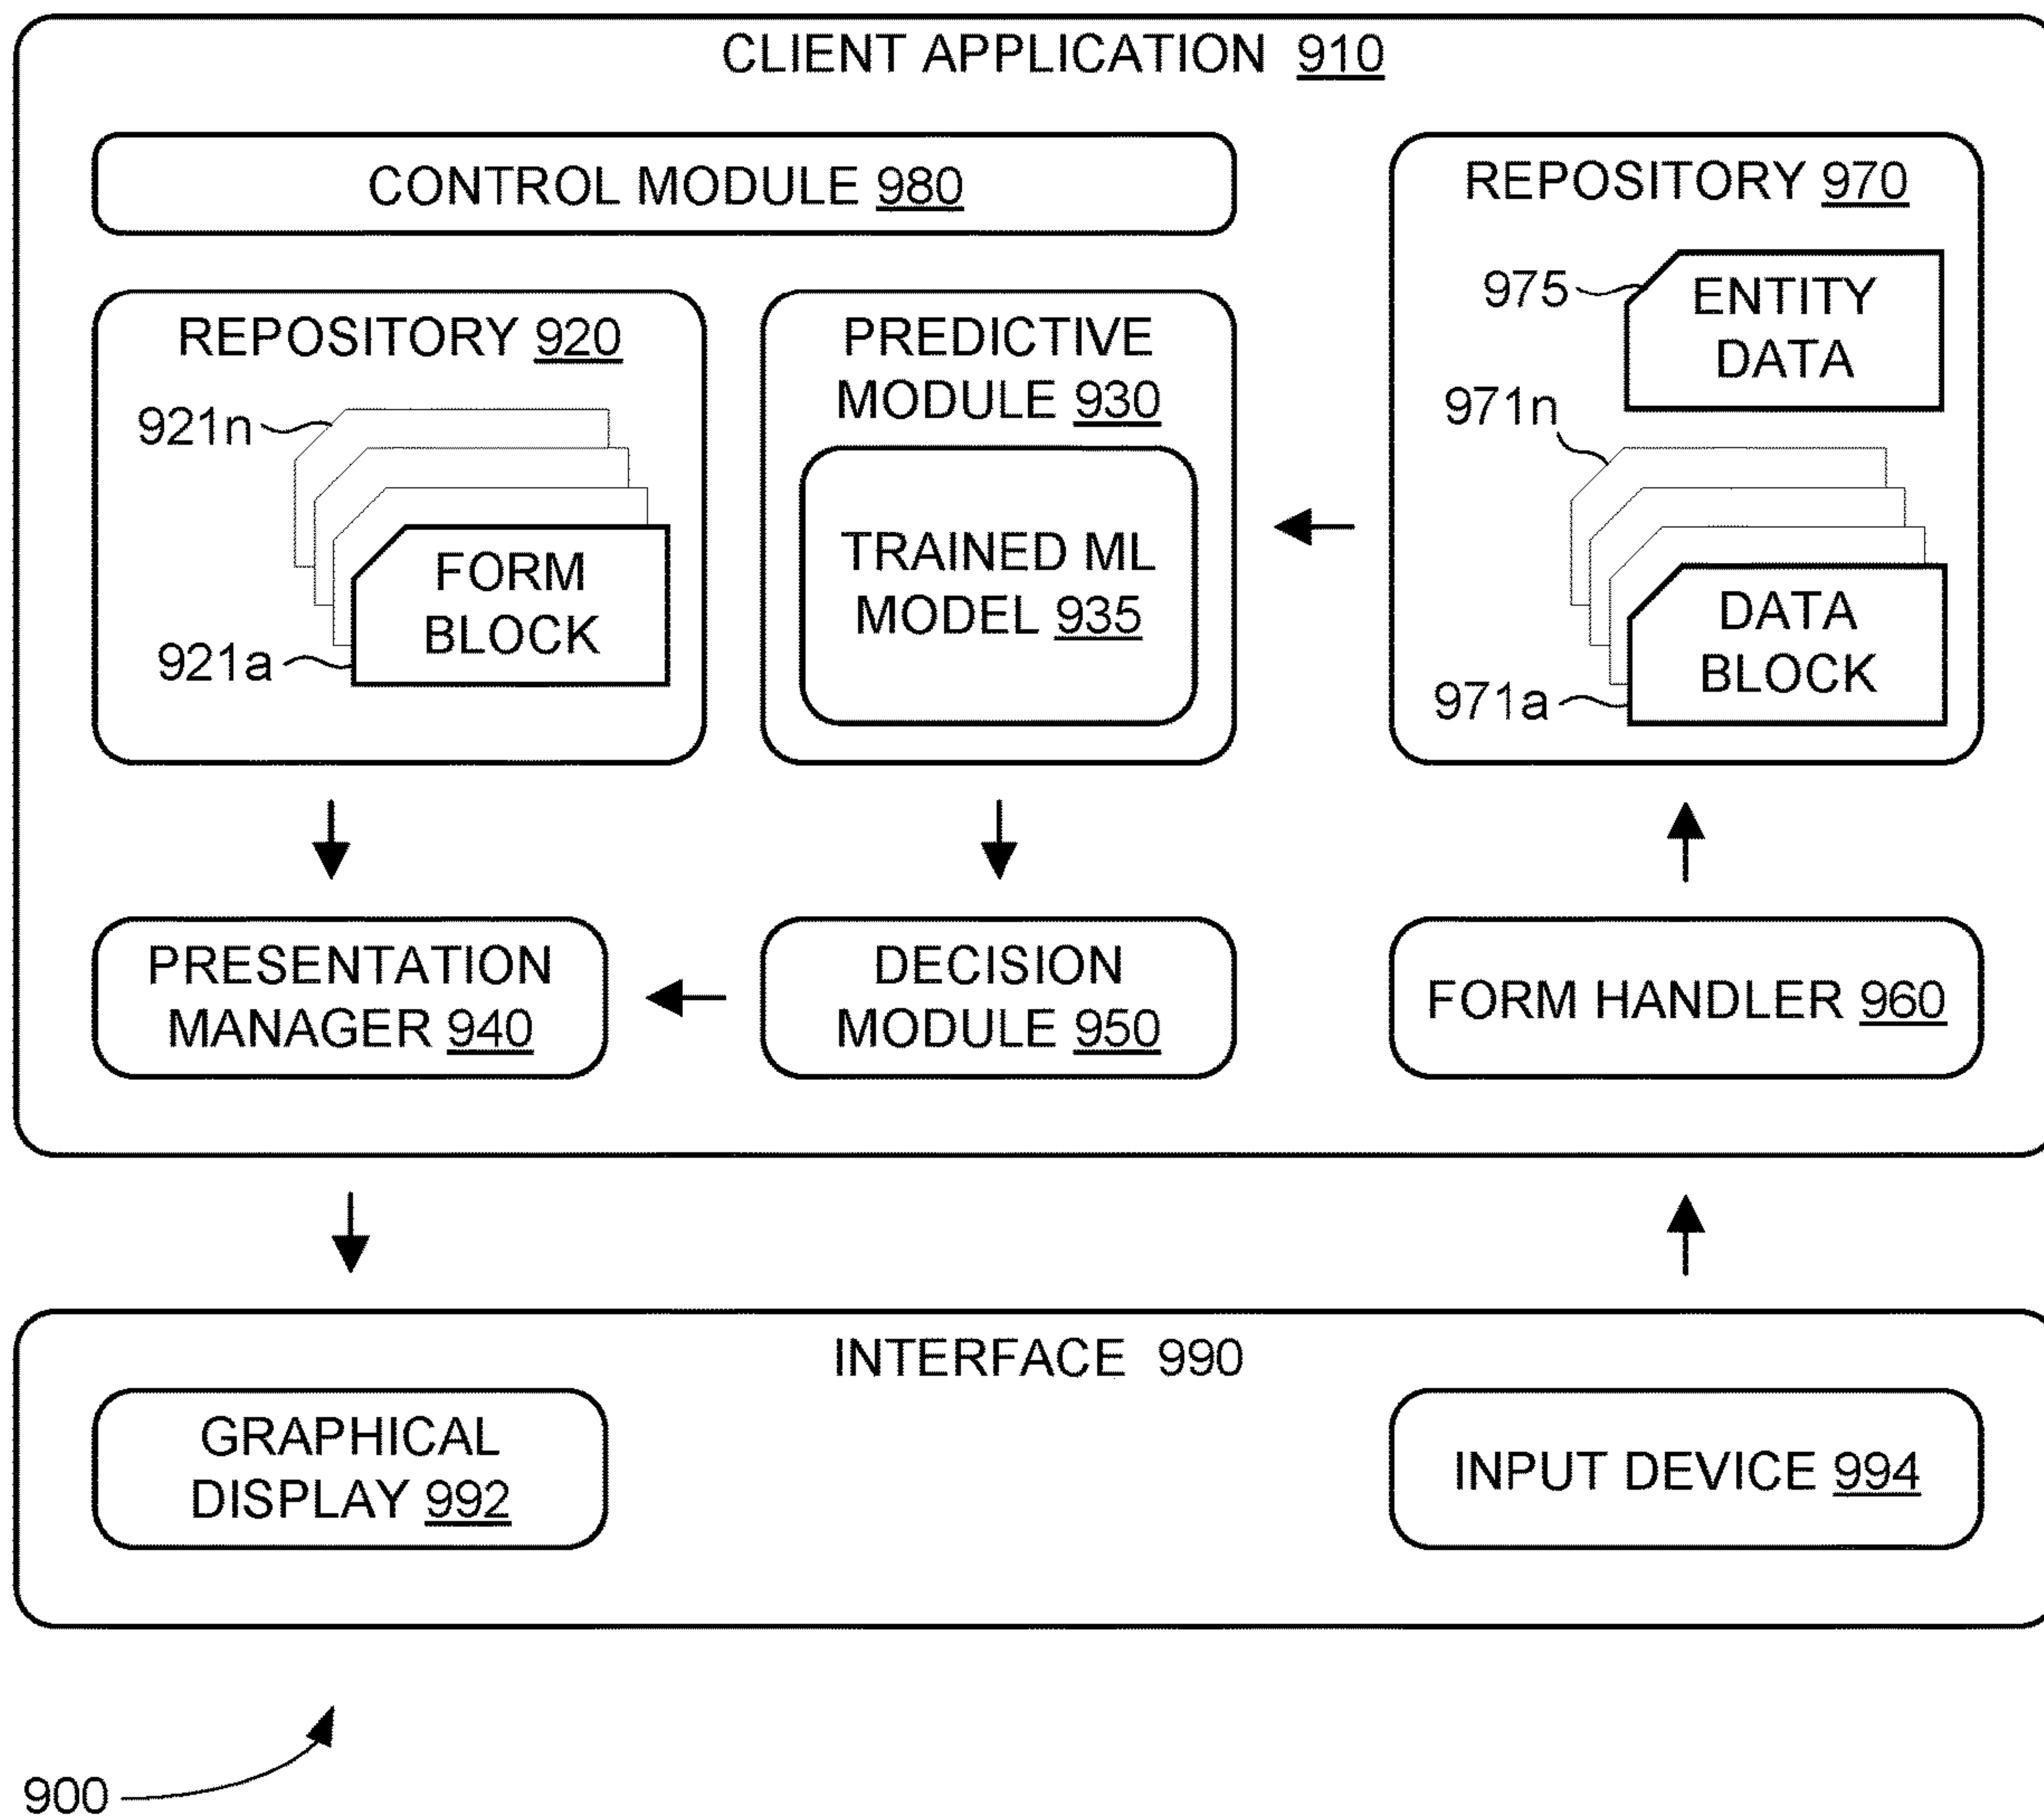 CLIENT APPLICATION 910
CONTROL MODULE 980
REPOSITORY 920
921n
FORM
BLOCK
921a
PREDICTIVE
MODULE 930
TRAINED ML
MODEL 935
REPOSITORY 970
975
ENTITY
DATA
971n
DATA
BLOCK
971a
PRESENTATION
MANAGER 940
DECISION
MODULE 950
FORM HANDLER 960
INTERFACE 990
GRAPHICAL
DISPLAY 992
INPUT DEVICE 994
900